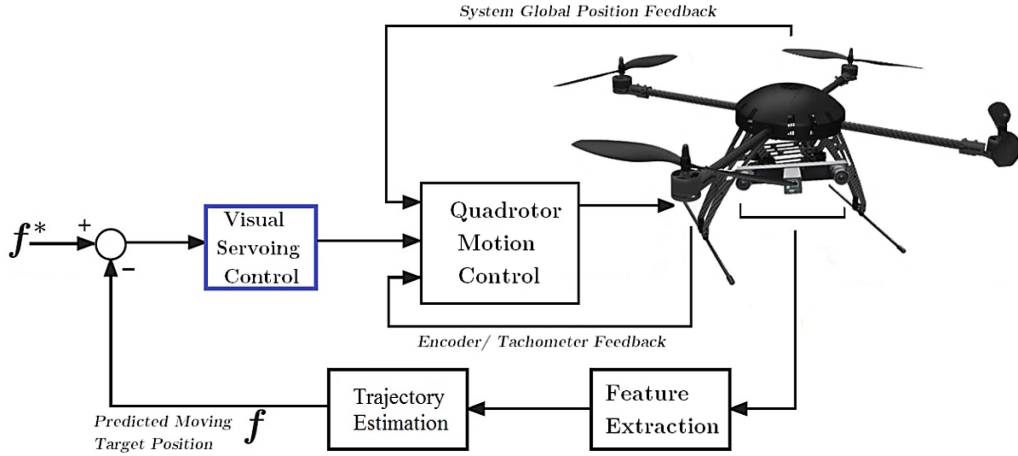 System Global Position Feedback
f*
+
−
Visual
Servoing
Control
Quadrotor
Motion
Control
Encoder/ Tachometer Feedback
Predicted Moving
Target Position
f
Trajectory
Estimation
Feature
Extraction